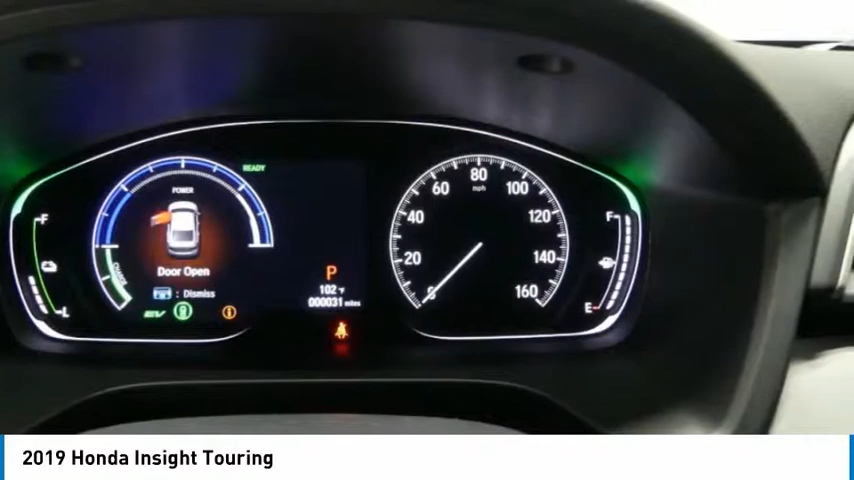 READY
POWER
F
L
CHARGE
Door Open
: Dismiss
EV
P
102 °F
000031 miles
0
20
40
60
80
mph
100
120
140
160
F
E
2019 Honda Insight Touring